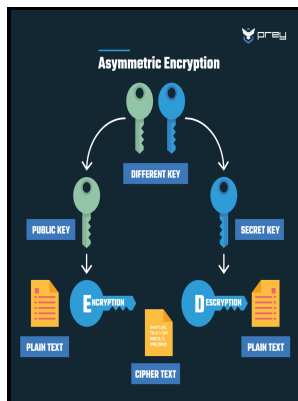 prey
Asymmetric Encryption
DIFFERENT KEY
PUBLIC KEY
SECRET KEY
ENCRYPTION
DESCRYPTION
PLAIN TEXT
CIPHER TEXT
PLAIN TEXT